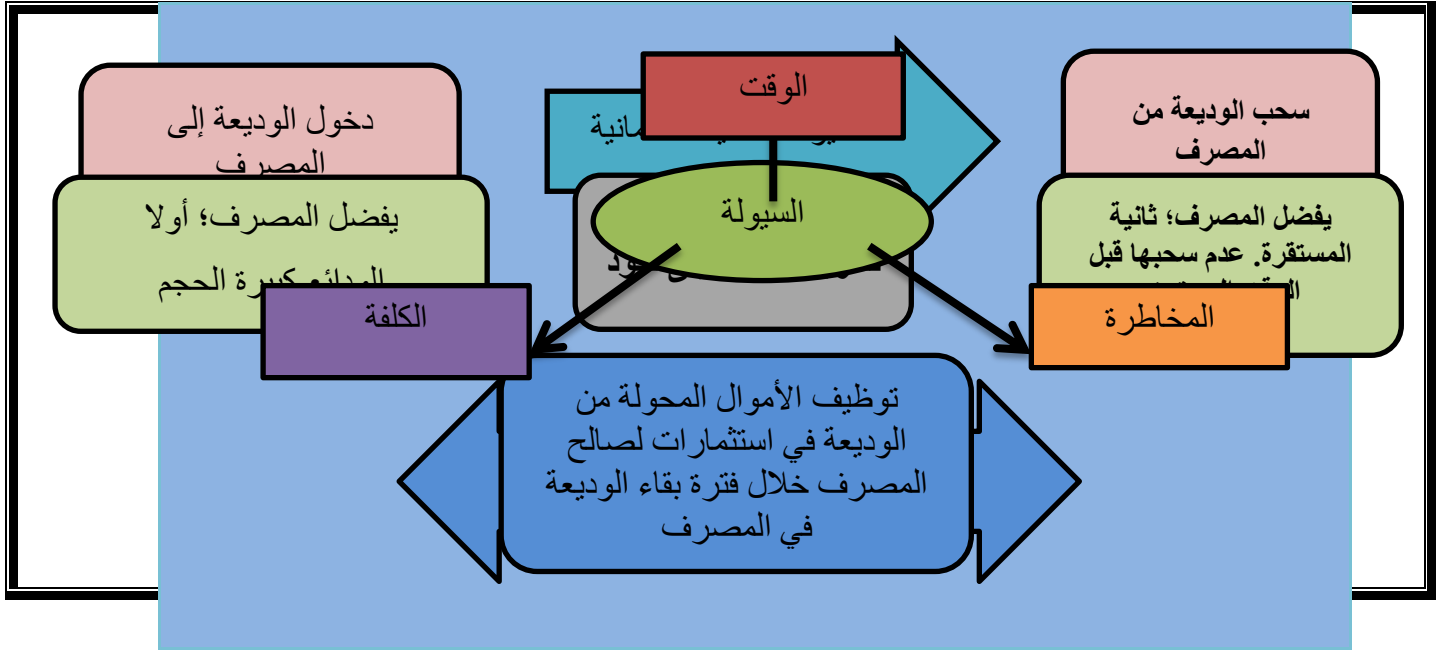 سحب الوديعة من
المصرف
الوقت
دخول الوديعة إلى
المصرف
يفضل المصرف؛ ثانية
المستقرة. عدم سحبها قبل
السيولة
يفضل المصرف؛ أولا
الودائع كبيرة الحجم
المخاطرة
الكلفة
توظيف الأموال المحولة من
الوديعة في استثمارات لصالح
المصرف خلال فترة بقاء الوديعة
في المصرف